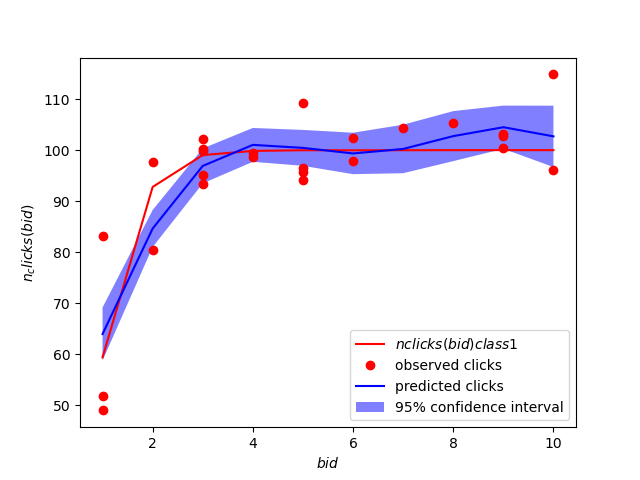 n_clicks(bid)
110
100
90
80
70
60
50
2 4 6 8 10
bid
nclicks(bid)class1
observed clicks
predicted clicks
95% confidence interval